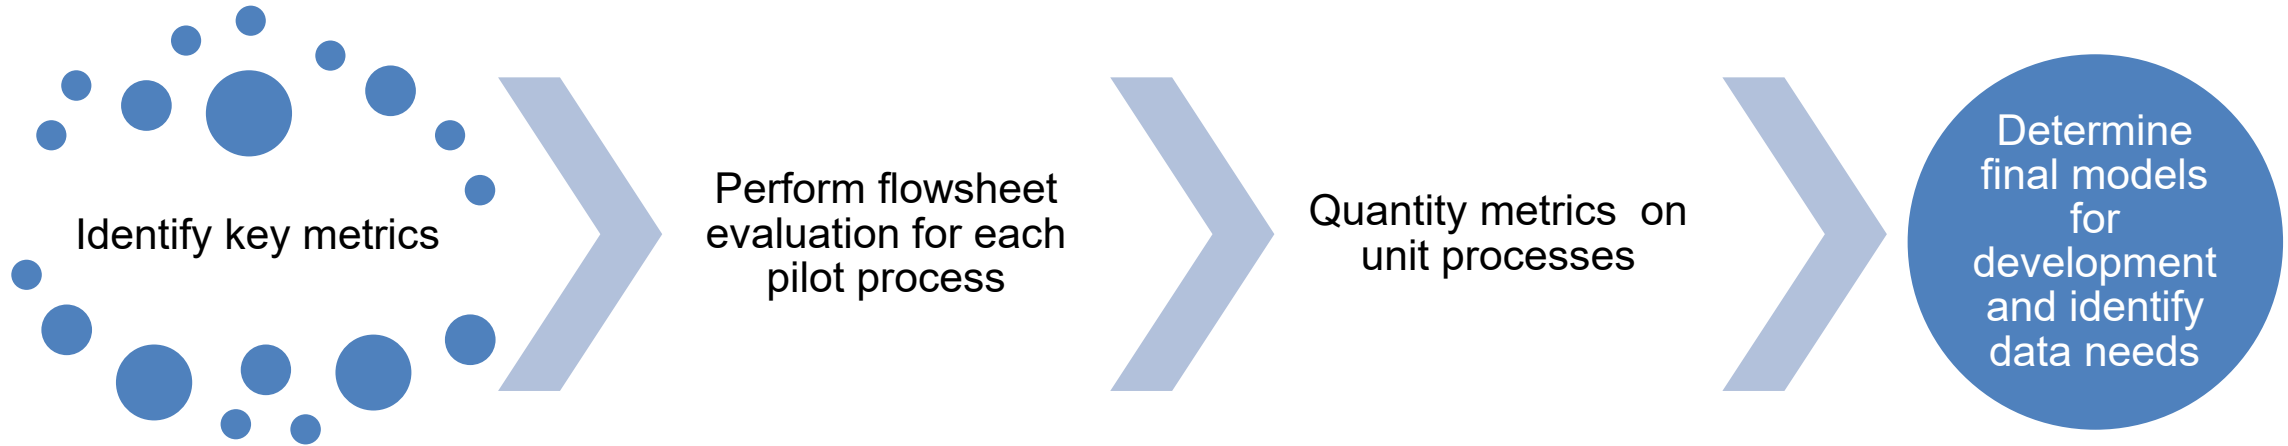 Identify key metrics
Perform flowsheet
evaluation for each
pilot process
Quantity metrics  on
unit processes
Determine
final models
for
development
and identify
data needs